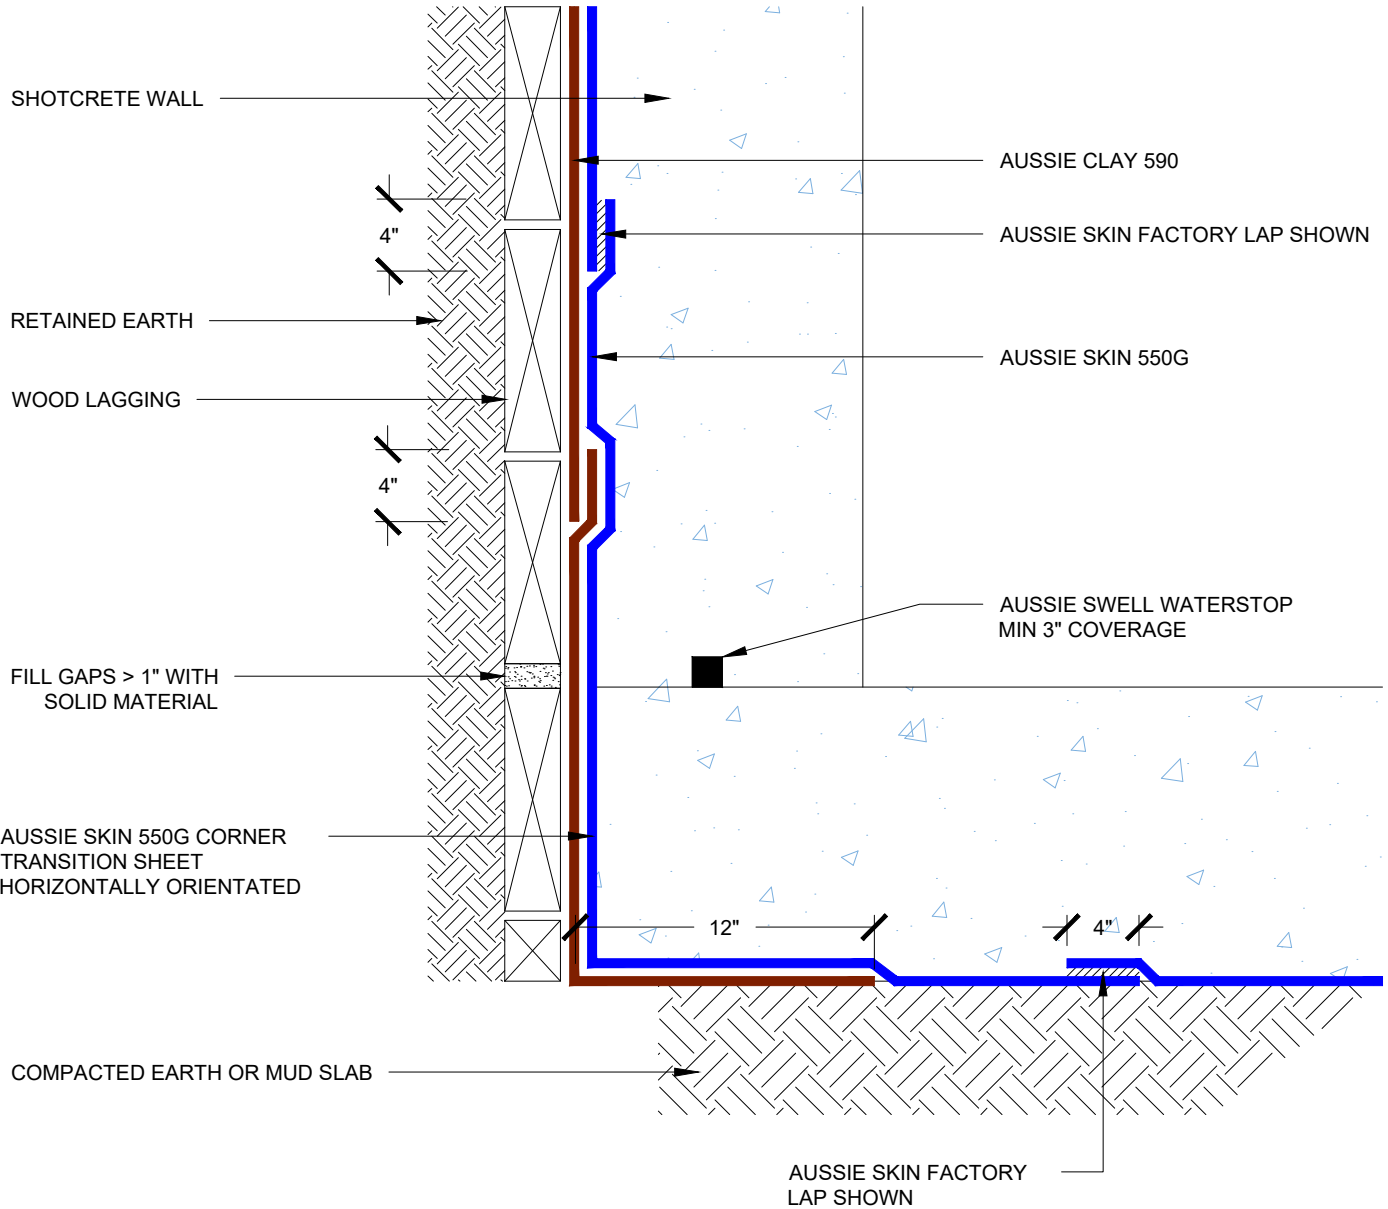 SHOTCRETE WALL
AUSSIE CLAY 590
4"
AUSSIE SKIN FACTORY LAP SHOWN
RETAINED EARTH
AUSSIE SKIN 550G
WOOD LAGGING
4"
AUSSIE SWELL WATERSTOP
MIN 3" COVERAGE
FILL GAPS > 1" WITH
SOLID MATERIAL
AUSSIE SKIN 550G CORNER
TRANSITION SHEET
HORIZONTALLY ORIENTATED
12"
4"
COMPACTED EARTH OR MUD SLAB
AUSSIE SKIN FACTORY
LAP SHOWN